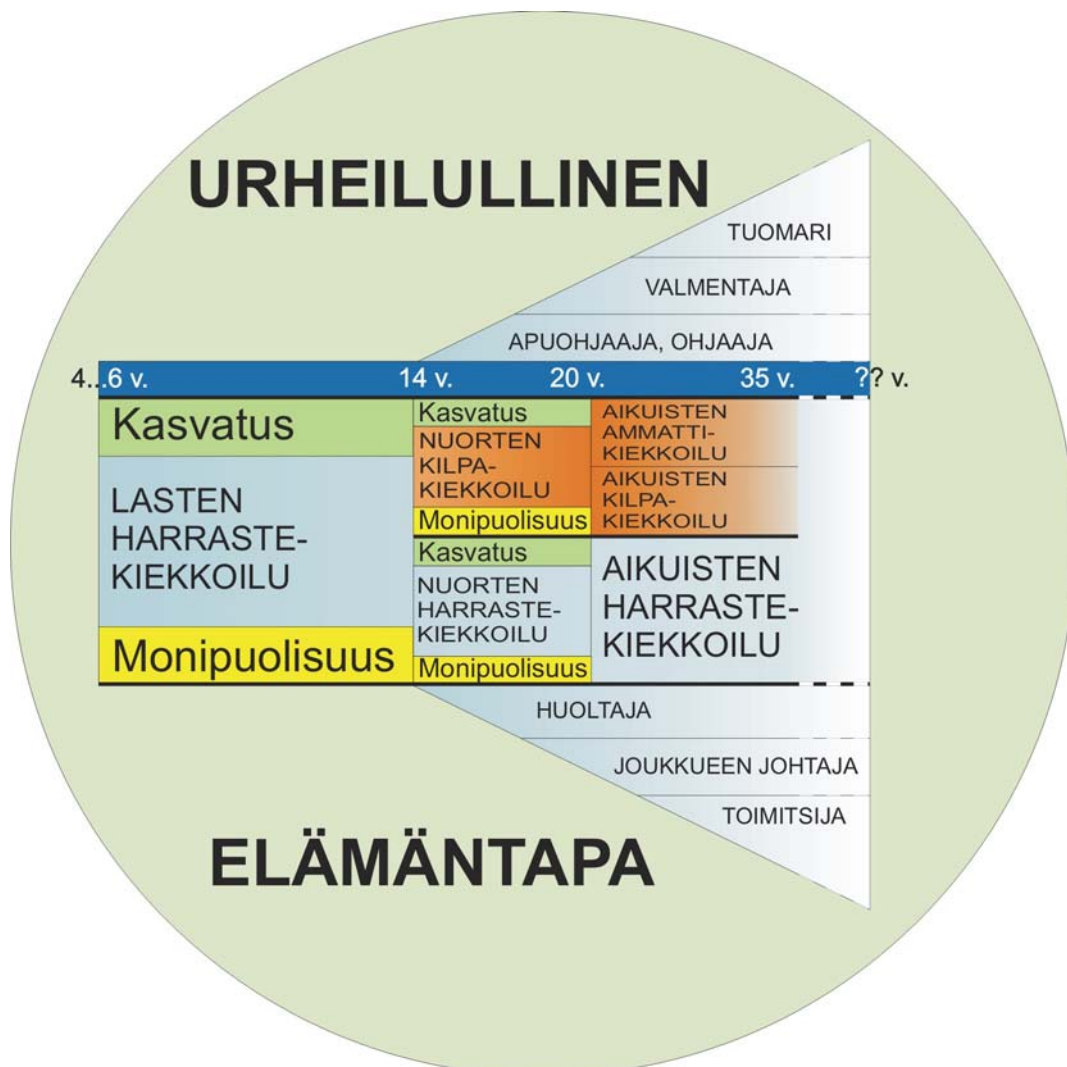 URHEILULLINEN
TUOMARI
VALMENTAJA
APUOHJAAJA, OHJAAJA
4...6 v. 14 v. 20 v. 35 v. ?? v.
Kasvatus
LASTEN
HARRASTE-
KIEKKOILU
Monipuolisuus
Kasvatus
NUORTEN
KILPA-
KIEKKOILU
Monipuolisuus
Kasvatus
NUORTEN
HARRASTE-
KIEKKOILU
Monipuolisuus
AIKUISTEN
AMMATTI-
KIEKKOILU
AIKUISTEN
KILPA-
KIEKKOILU
AIKUISTEN
HARRASTE-
KIEKKOILU
HUOLTAJA
JOUKKUEEN JOHTAJA
TOIMITSIJA
ELÄMÄNTAPA